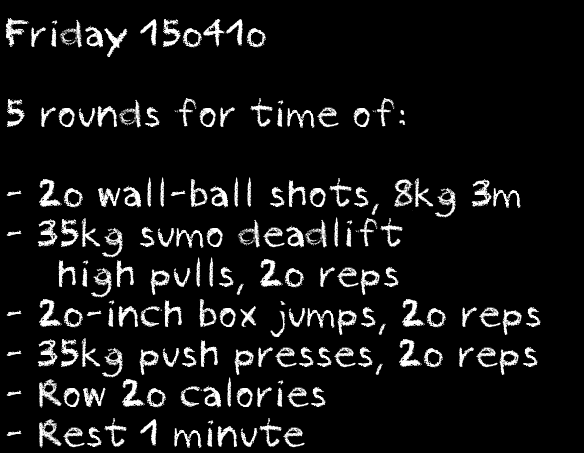 Friday 150410
5 rounds for time of:
- 20 wall-ball shots, 8kg 3m
- 35kg sumo deadlift
high pulls, 20 reps
- 20-inch box jumps, 20 reps
- 35kg push presses, 20 reps
- Row 20 calories
- Rest 1 minute